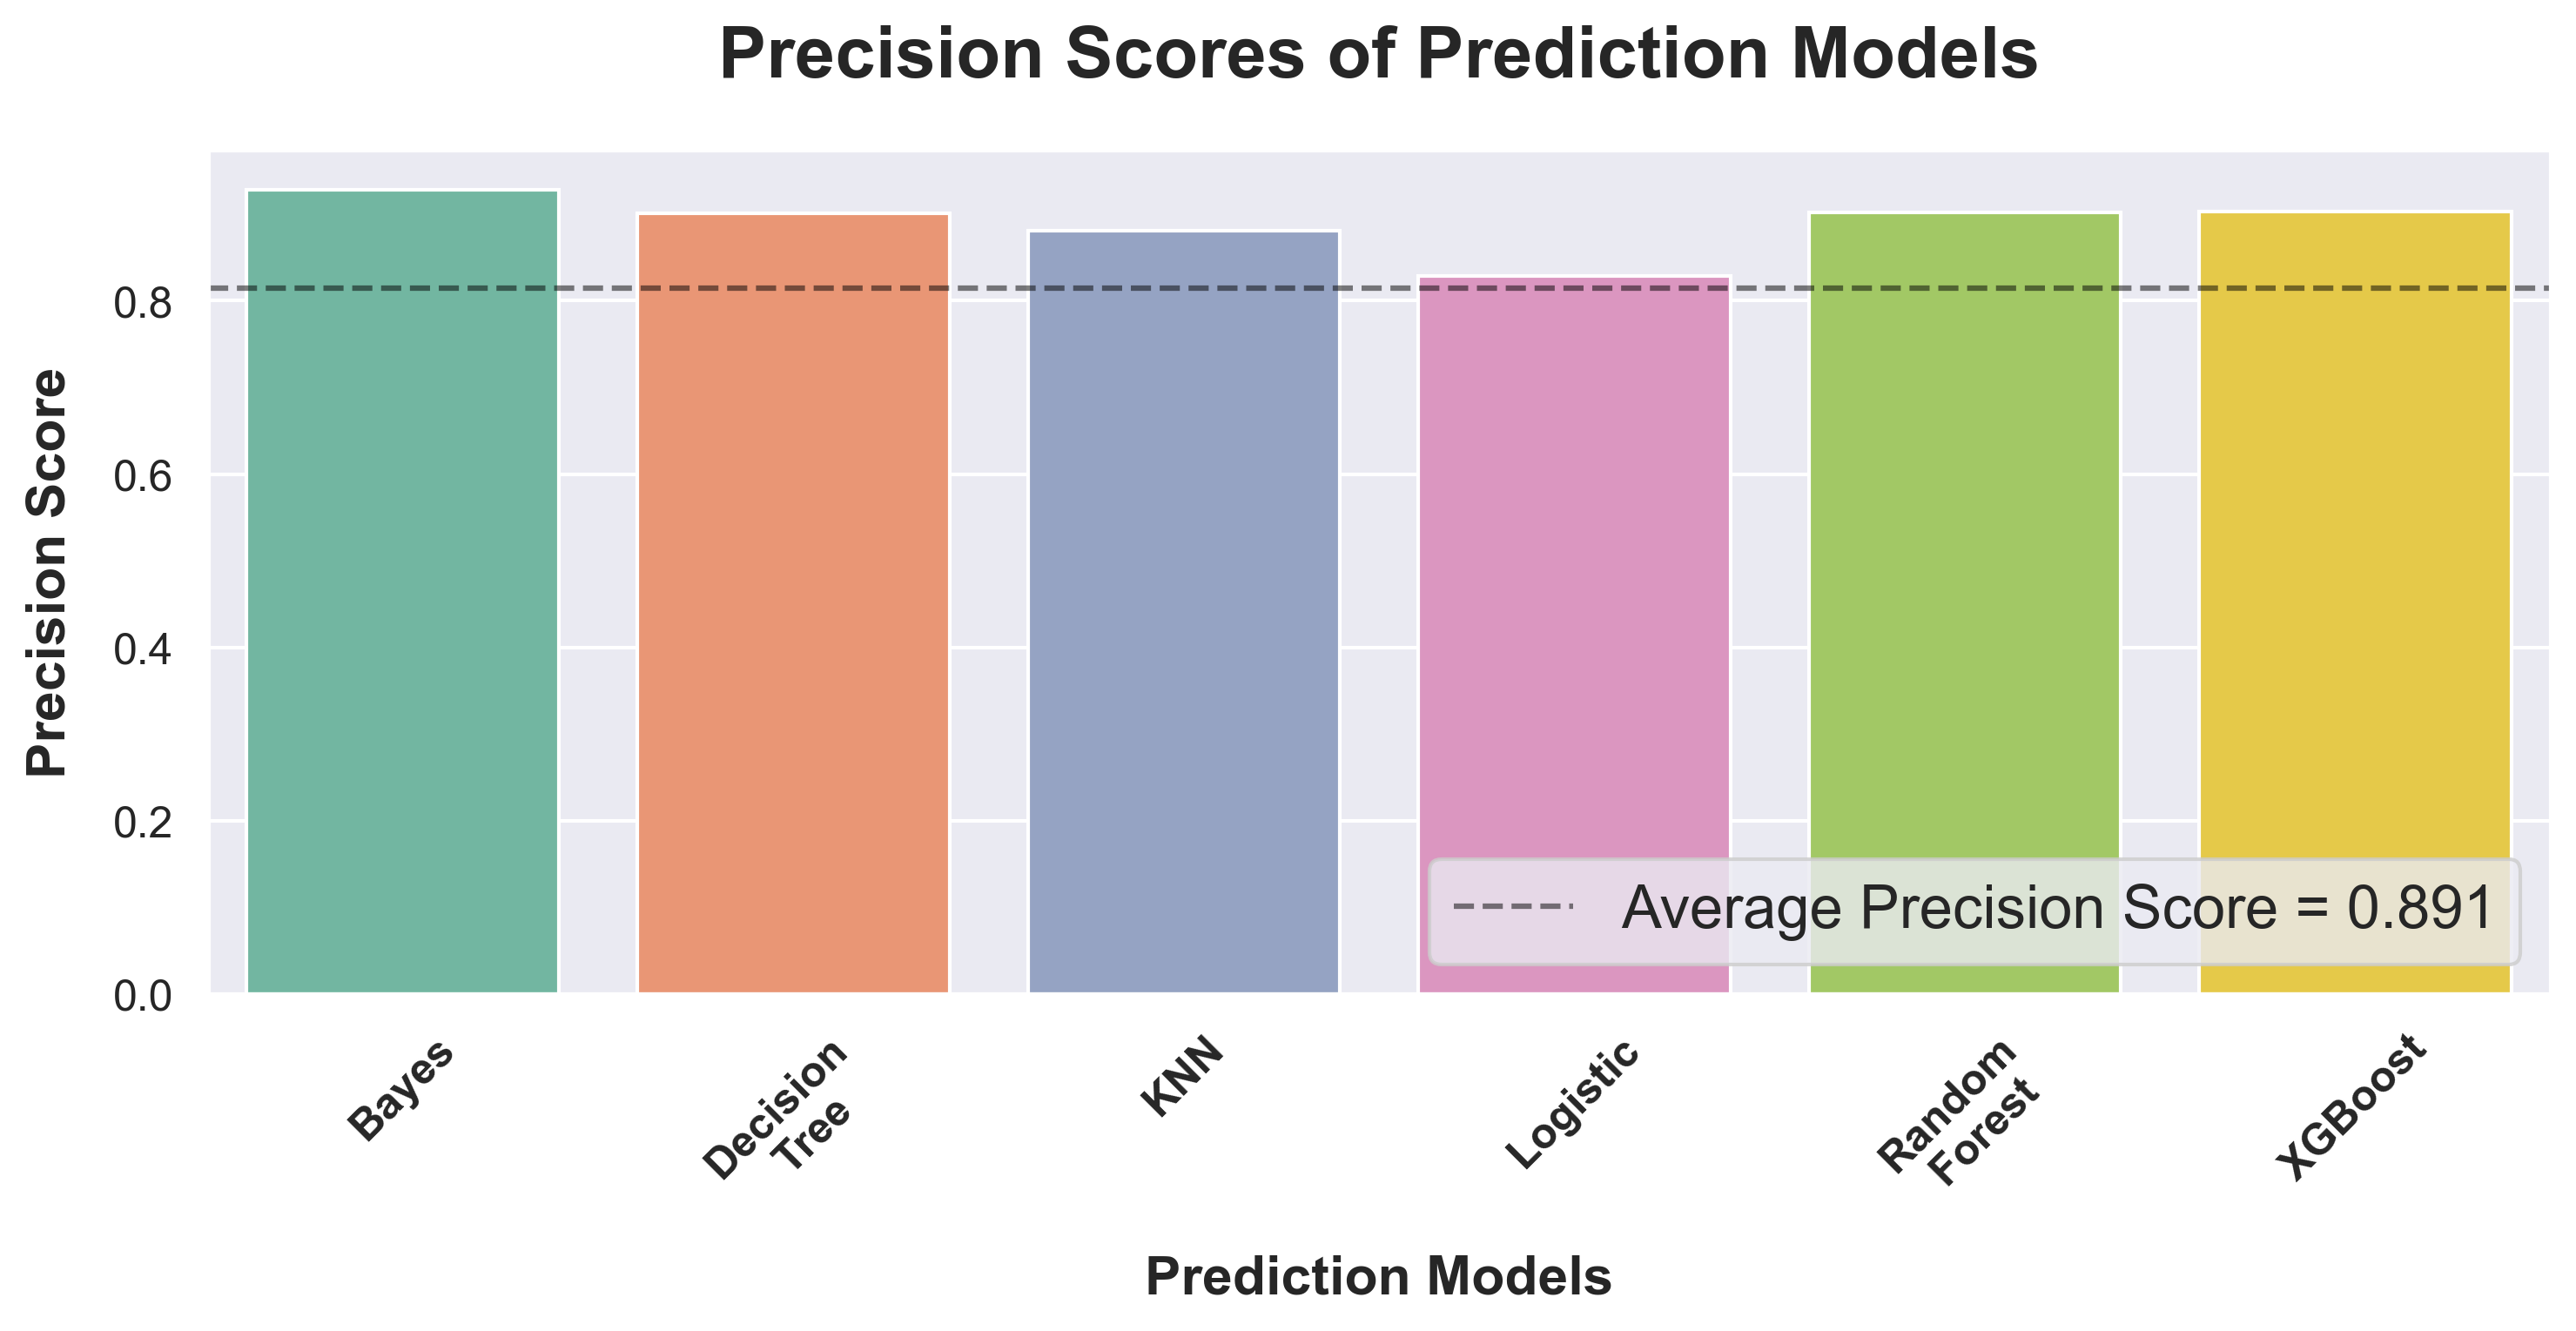 Precision Scores of Prediction Models
Precision Score
0.8
0.6
0.4
0.2
0.0
Average Precision Score = 0.891
Bayes
Decision
Tree
KNN
Logistic
Random
Forest
XGBoost
Prediction Models